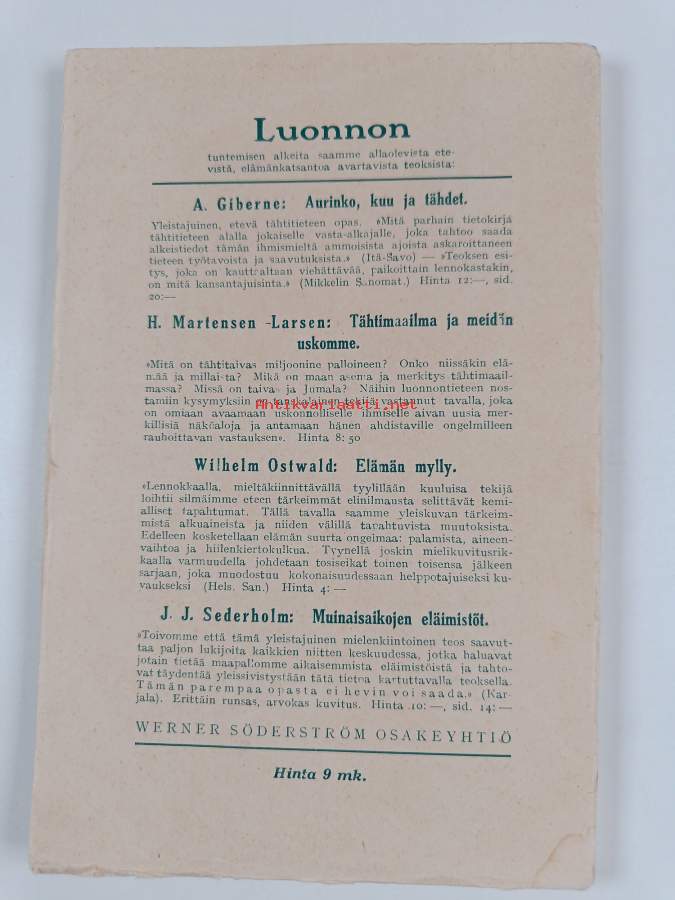 Luonnon
tuntemisen alkeita saamme allaolevista ete-
vistä, elämänkatsantoa avartavista teoksista:
A. Giberne: Aurinko, kuu ja tähdet.
Yleistajuinen, etevä tähtitieteen opas. »Mitä parhain tietokirja
tähtitieteen alalla jokaiselle vasta-alkajalle, joka tahtoo saada
alkeistiedot tämän ihmismieltä ammoisista ajoista askaroittaneen
tieteen työtavoista ja saavutuksista.» (Itä-Savo) — »Teoksen esi-
tys, joka on kauttaaltaan viehättävää, paikoittain lennokastakin,
on mitä kansantajuisinta.» (Mikkelin Sanomat.) Hinta 12:—, sid.
20:—
H. Martensen-Larsen: Tähtimaailma ja meidän
uskomme.
»Mitä on tähtitaivas miljoonine palloineen? Onko niissäkin elä-
mää ja millaista? Mikä on maan asema ja merkitys tähtimaail-
massa? Missä on taivas ja Jumala? Näihin luonnontieteen nos-
tamiin kysymyksiin on tanskalainen tekijä vastannut tavalla, joka
on omiaan avaamaan uskonnolliselle ihmiselle aivan uusia mer-
killisiä näköaloja ja antamaan hänen ahdistaville ongelmilleen
rauhoittavan vastauksen». Hinta 8: 50
Antikvariaatti.net
Wilhelm Ostwald: Elämän mylly.
»Lennokkaalla, mieltäkiinnittävällä tyylillään kuuluisa tekijä
loihtii silmäimme eteen tärkeimmät elinilmausta selittävät kemi-
alliset tapahtumat. Tällä tavalla saamme yleiskuvan tärkeim-
mistä alkuaineista ja niiden välillä tapahtuvista muutoksista.
Edelleen kosketellaan elämän suurta ongelmaa: palamista, aineen-
vaihtoa ja hiilenkiertokulkua. Tyynellä joskin mielikuvitusrik-
kaalla varmuudella johdetaan tosiseikat toinen toisensa jälkeen
sarjaan, joka muodostuu kokonaisuudessaan helppotajuiseksi ku-
vaukseksi (Hels. San.) Hinta 4: —
J. J. Sederholm: Muinaisaikojen eläimistöt.
»Toivomme että tämä yleistajuinen mielenkiintoinen teos saavut-
taa paljon lukijoita kaikkien niitten keskuudessa, jotka haluavat
jotain tietää maapallomme aikaisemmista eläimistöistä ja tahto-
vat täydentää yleissivistystään tätä tietoa kartuttavalla teoksella.
Tämän parempaa opasta ei hevin voi saada.» (Kar-
jala). Erittäin runsas, arvokas kuvitus. Hinta 10: —, sid. 14: —
WERNER SÖDERSTRÖM OSAKEYHTIÖ
Hinta 9 mk.